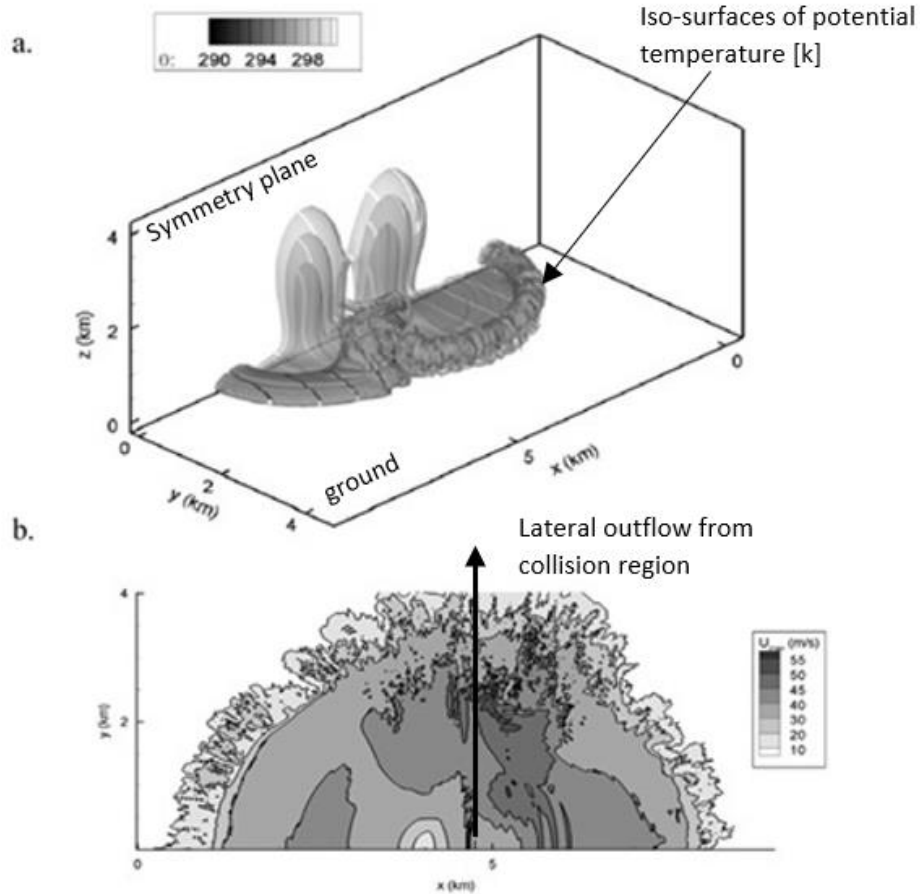 a.
Iso-surfaces of potential
temperature [k]
θ: 290 294 298
Symmetry plane
4
2
0
z (km)
0
2
4
y (km)
ground
5
0
x (km)
b.
Lateral outflow from
collision region
4
2
y (km)
0
5
x (km)
(m/s)
55
50
45
40
30
20
10